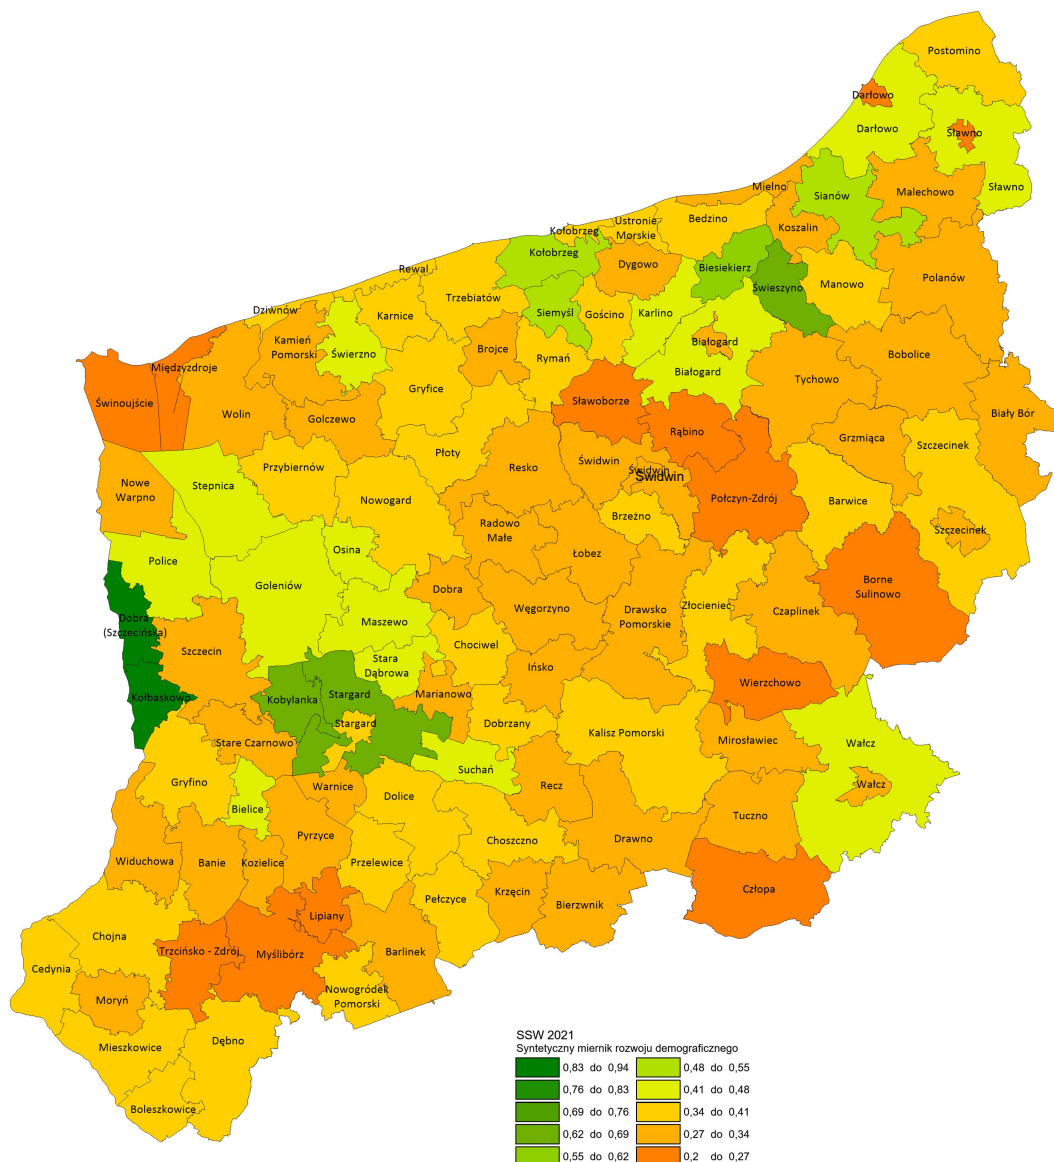 Postomino
Darłowo
Darłowo
Sławno
Sławno
Mielno
Sianów
Malechowo
Ustronie
Morskie
Bedzino
Kołobrzeg
Koszalin
Kołobrzeg
Dygowo
Biesiekierz
Świeszyno
Manowo
Polanów
Rewal
Trzebiatów
Dziwnów
Karnice
Siemyśl
Gościno
Karlino
Kamień
Pomorski
Świerzno
Brojce
Rymań
Białogard
Białogard
Bobolice
Międzyzdroje
Gryfice
Tychowo
Świnoujście
Wolin
Golczewo
Sławoborze
Rąbino
Biały Bór
Grzmiąca
Szczecinek
Płoty
Przybiernów
Resko
Świdwin
Świdwin
Świdwin
Połczyn-Zdrój
Nowe
Warpno
Stepnica
Nowogard
Barwice
Brzeżno
Radowo
Małe
Szczecinek
Osina
Łobez
Police
Goleniów
Borne
Sulinowo
Dobra
Węgorzyno
Drawsko
Pomorskie
Złocieniec
Czaplinek
Dobra
(Szczecińska)
Maszewo
Szczecin
Chociwel
Stara
Dąbrowa
Ińsko
Wierzchowo
Kołbaskowo
Kobylanka
Stargard
Marianowo
Stargard
Dobrzany
Kalisz Pomorski
Mirosławiec
Wałcz
Stare Czarnowo
Suchań
Gryfino
Warnice
Dolice
Recz
Wałcz
Bielice
Tuczno
Pyrzyce
Choszczno
Drawno
Widuchowa
Banie
Kozielice
Przelewice
Człopa
Krzęcin
Pełczyce
Bierzwnik
Lipiany
Chojna
Trzcińsko - Zdrój
Myślibórz
Barlinek
Cedynia
Nowogródek
Pomorski
Moryń
Mieszkowice
Dębno
Boleszkowice
SSW 2021
Syntetyczny miernik rozwoju demograficznego
0,83 do 0,94
0,48 do 0,55
0,76 do 0,83
0,41 do 0,48
0,69 do 0,76
0,34 do 0,41
0,62 do 0,69
0,27 do 0,34
0,55 do 0,62
0,2 do 0,27